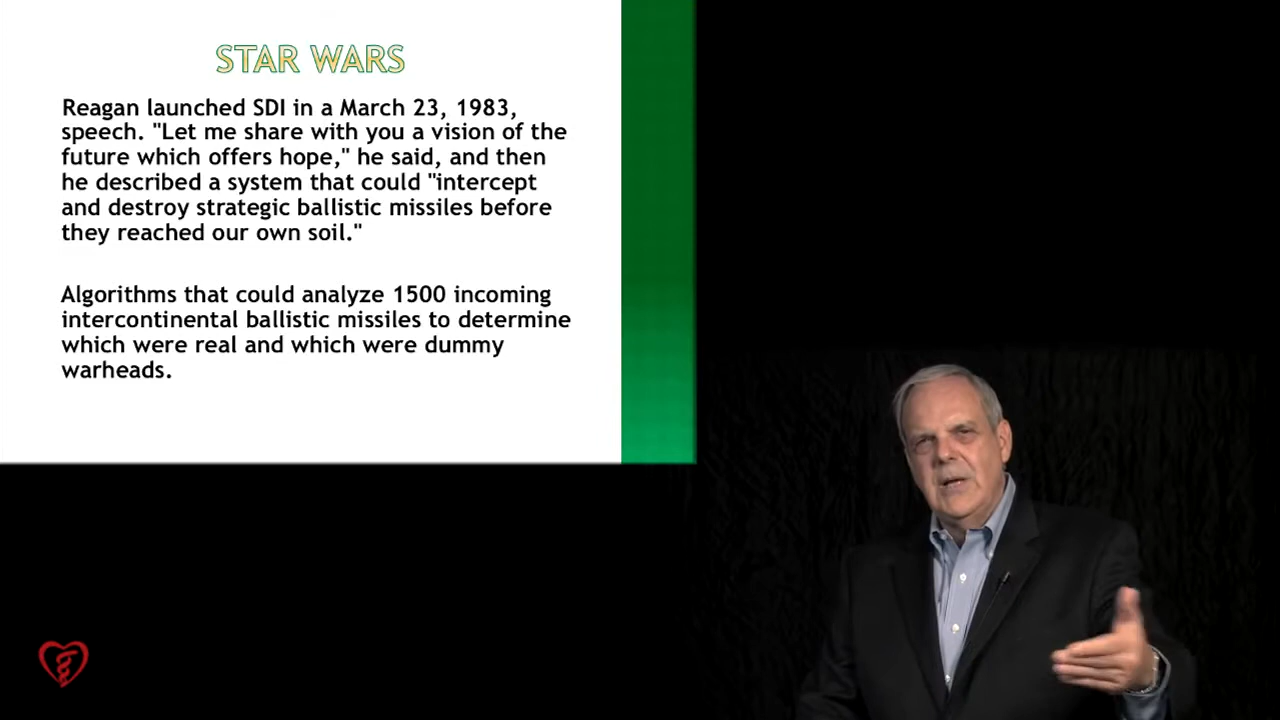 STAR WARS
Reagan launched SDI in a March 23, 1983,
speech. "Let me share with you a vision of the
future which offers hope," he said, and then
he described a system that could "intercept
and destroy strategic ballistic missiles before
they reached our own soil."
Algorithms that could analyze 1500 incoming
intercontinental ballistic missiles to determine
which were real and which were dummy
warheads.